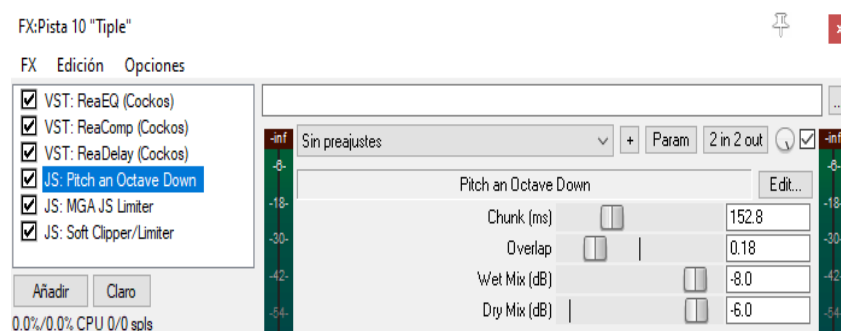 FX:Pista 10 "Tiple"
FX Edición Opciones
VST: ReaEQ (Cockos)
VST: ReaComp (Cockos)
VST: ReaDelay (Cockos)
JS: Pitch an Octave Down
JS: MGA JS Limiter
JS: Soft Clipper/Limiter
Añadir Claro
0.0%/0.0% CPU 0/0 spls
...
-inf Sin preajustes + Param 2 in 2 out -inf
-6- -6-
Pitch an Octave Down Edit...
-18- -18-
Chunk (ms) 152.8
-30- -30-
Overlap 0.18
-42- -42-
Wet Mix (dB) -8.0
-54- -54-
Dry Mix (dB) -6.0